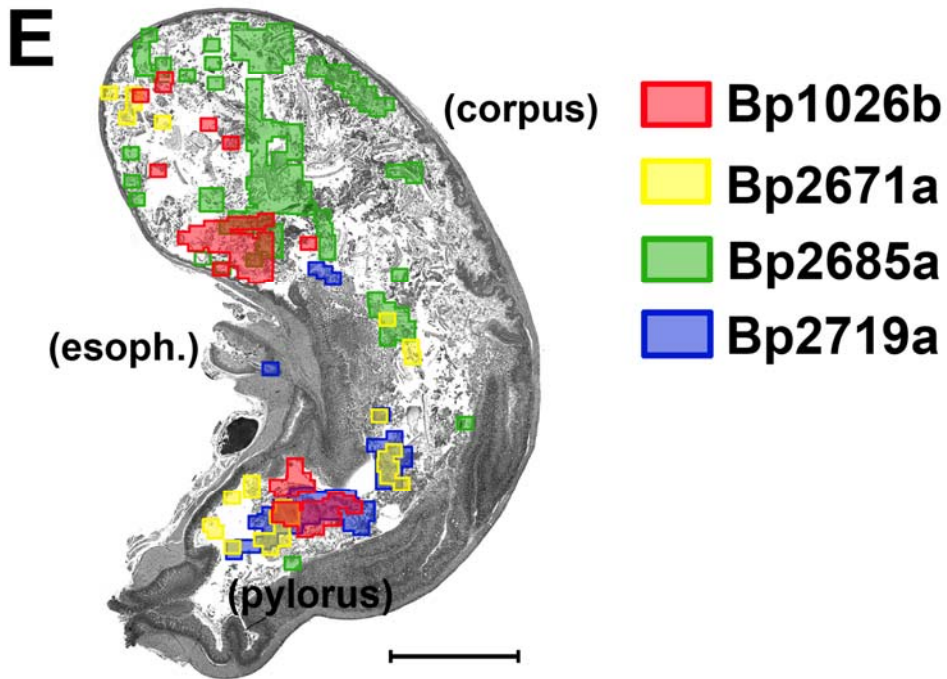 E
(corpus)
Bp1026b
Bp2671a
Bp2685a
(esoph.)
Bp2719a
(pylorus)